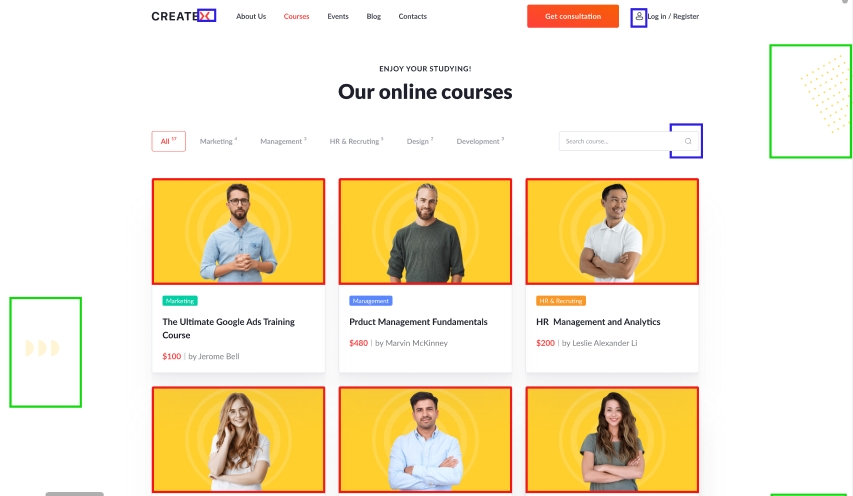 CREATEX
About Us
Courses
Events
Blog
Contacts
Get consultation
Log in / Register
ENJOY YOUR STUDYING!
Our online courses
All 17
Marketing 4
Management 3
HR & Recruting 5
Design 2
Development 3
Search course...
Marketing
The Ultimate Google Ads Training
Course
$100 | by Jerome Bell
Management
Prduct Management Fundamentals
$480 | by Marvin McKinney
HR & Recruting
HR Management and Analytics
$200 | by Leslie Alexander Li